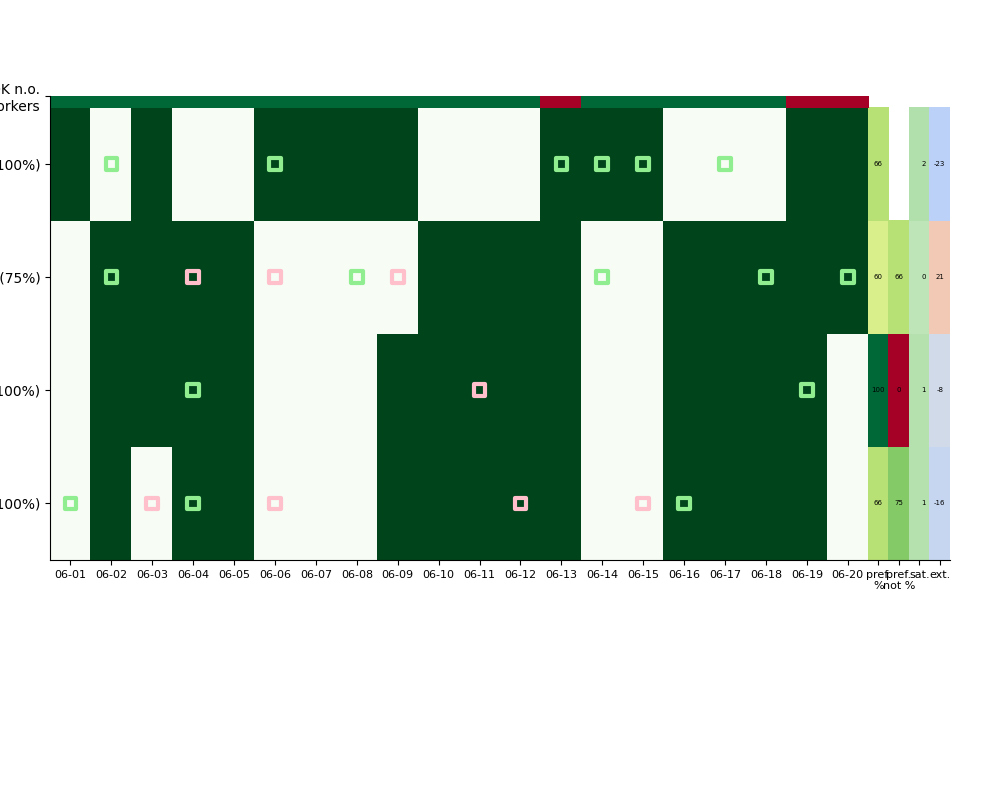 K n.o.
orkers
100%)
66 2 -23
(75%)
60 66 0 21
100%)
100 0 1 -8
100%)
66 75 1 -16
06-01 06-02 06-03 06-04 06-05 06-06 06-07 06-08 06-09 06-10 06-11 06-12 06-13 06-14 06-15 06-16 06-17 06-18 06-19 06-20 pref. pref. sat. ext.
% not %